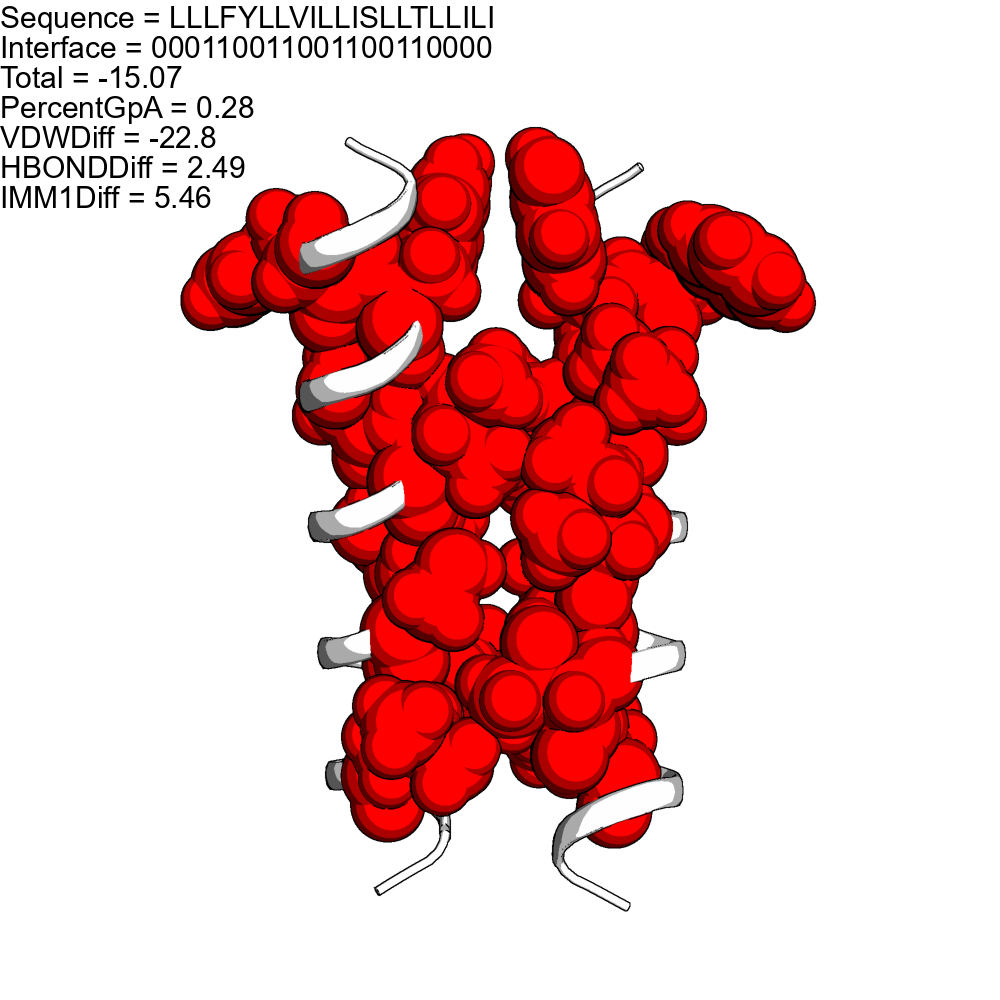 Sequence = LLLFYLLVILLISLLTLLILI
Interface = 000110011001100110000
Total = -15.07
PercentGpA = 0.28
VDWDiff = -22.8
HBONDDiff = 2.49
IMM1Diff = 5.46